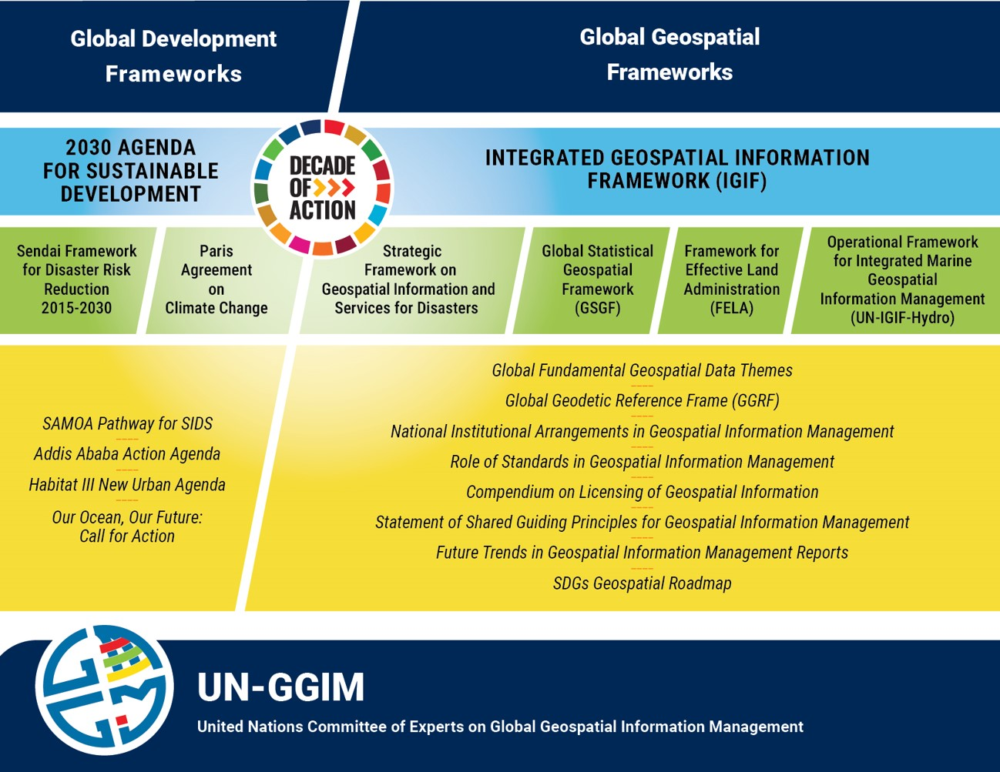 Global Development
Frameworks
Global Geospatial
Frameworks
2030 AGENDA
FOR SUSTAINABLE
DEVELOPMENT
DECADE
OF
ACTION
INTEGRATED GEOSPATIAL INFORMATION
FRAMEWORK (IGIF)
Sendai Framework
for Disaster Risk
Reduction
2015-2030
Paris
Agreement
on
Climate Change
Strategic
Framework on
Geospatial Information and
Services for Disasters
Global Statistical
Geospatial
Framework
(GSGF)
Framework for
Effective Land
Administration
(FELA)
Operational Framework
for Integrated Marine
Geospatial
Information Management
(UN-IGIF-Hydro)
SAMOA Pathway for SIDS
Addis Ababa Action Agenda
Habitat III New Urban Agenda
Our Ocean, Our Future:
Call for Action
Global Fundamental Geospatial Data Themes
Global Geodetic Reference Frame (GGRF)
National Institutional Arrangements in Geospatial Information Management
Role of Standards in Geospatial Information Management
Compendium on Licensing of Geospatial Information
Statement of Shared Guiding Principles for Geospatial Information Management
Future Trends in Geospatial Information Management Reports
SDGs Geospatial Roadmap
UN-GGIM
United Nations Committee of Experts on Global Geospatial Information Management